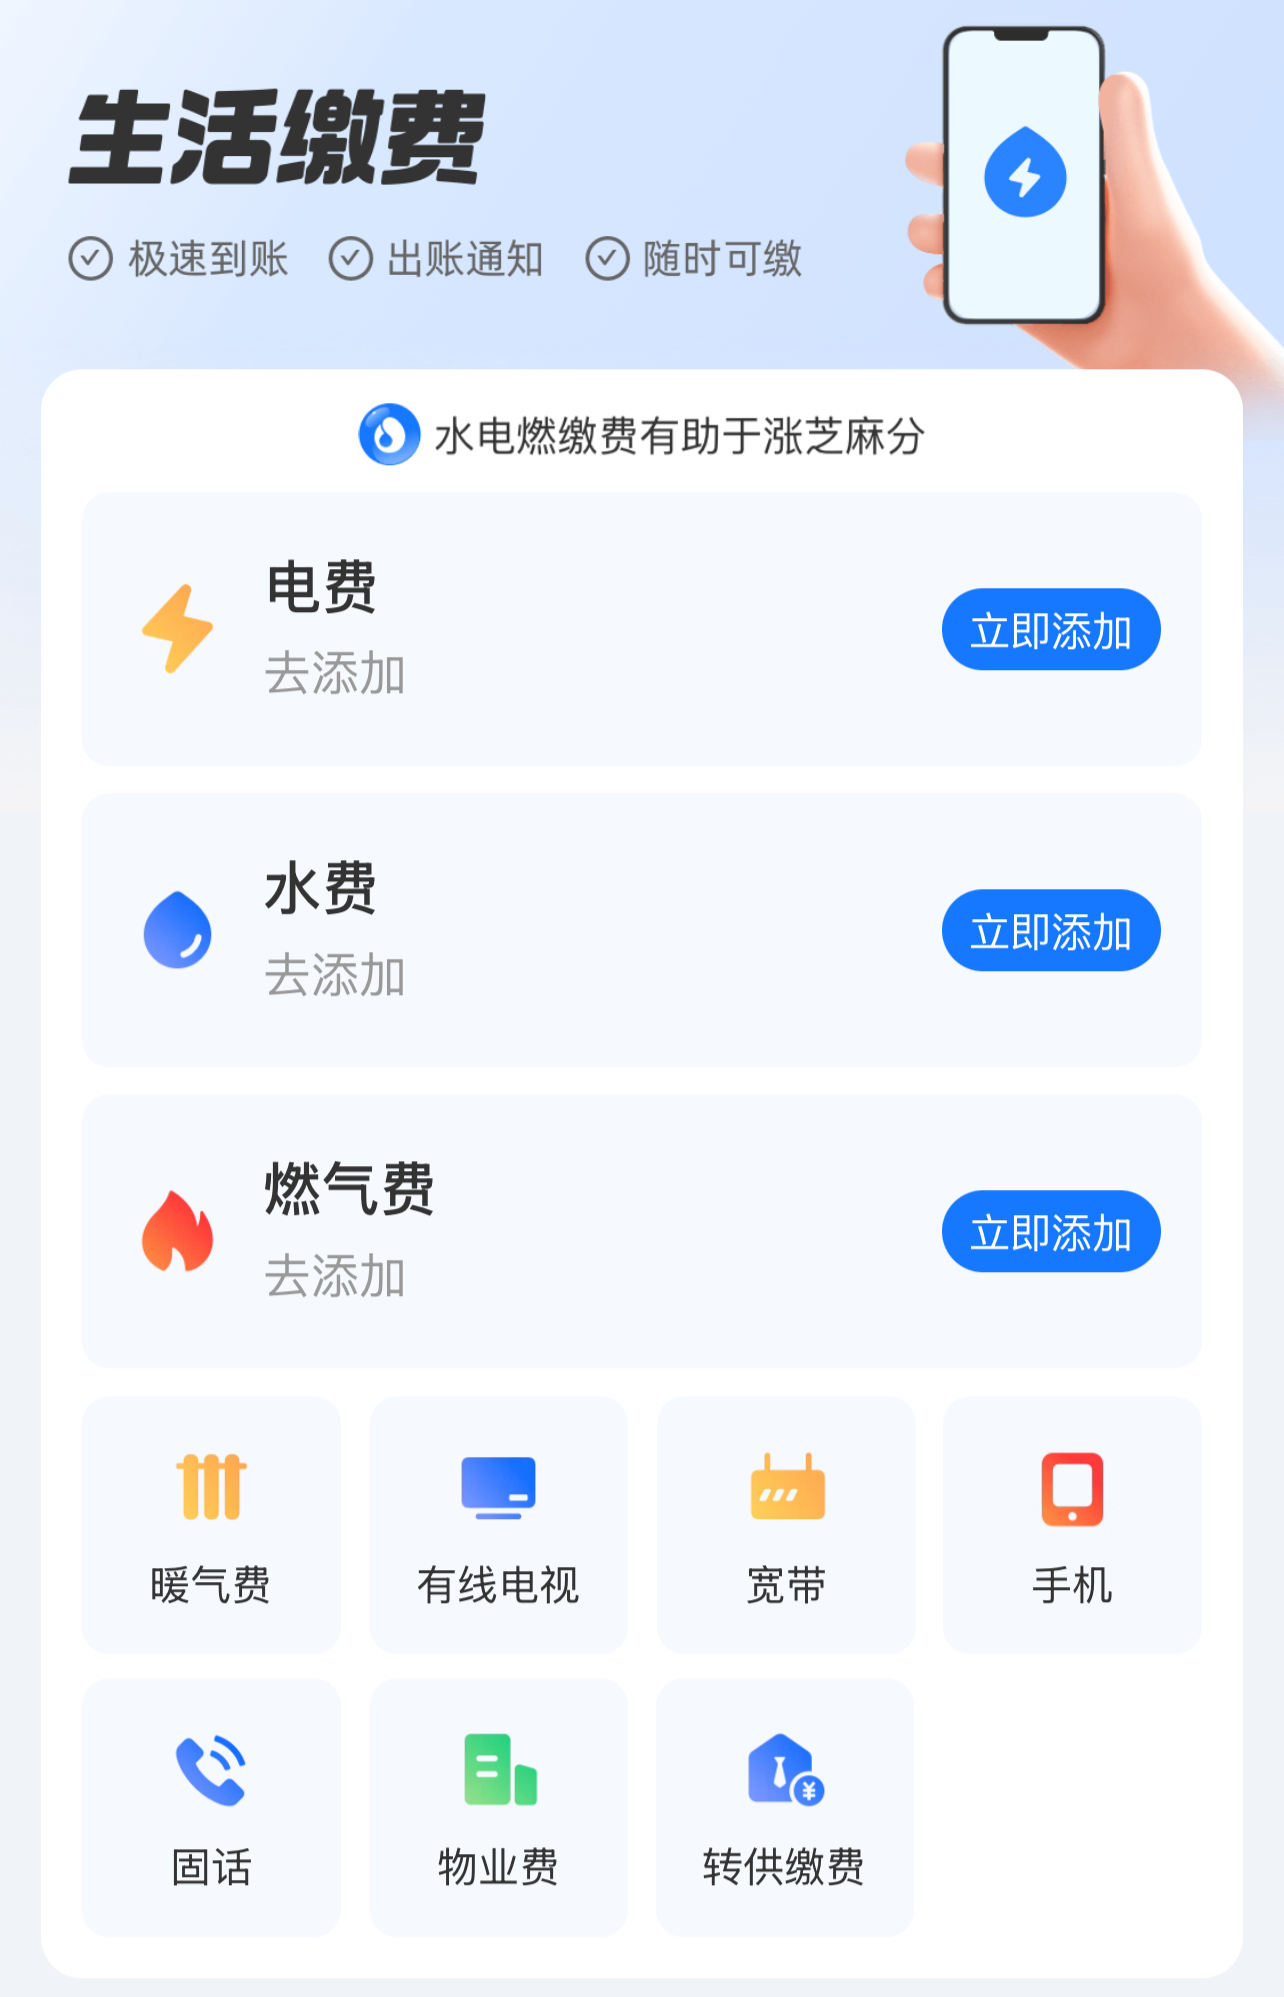 生活缴费
极速到账 出账通知 随时可缴
水电燃缴费有助于涨芝麻分
电费
去添加
立即添加
水费
去添加
立即添加
燃气费
去添加
立即添加
暖气费 有线电视 宽带 手机
固话 物业费 转供缴费